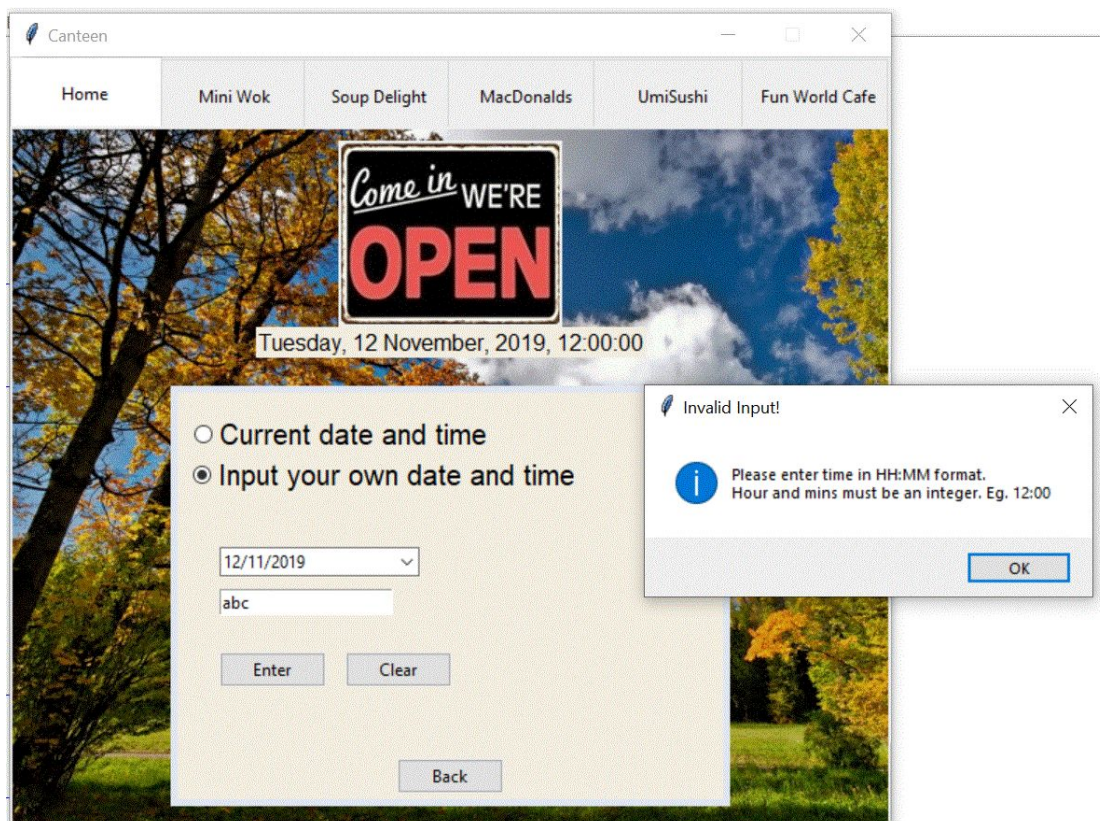 Canteen
Home
Mini Wok
Soup Delight
MacDonalds
UmiSushi
Fun World Cafe
Come in WE'RE
OPEN
Tuesday, 12 November, 2019, 12:00:00
Current date and time
Input your own date and time
12/11/2019
abc
Enter
Clear
Back
Invalid Input!
Please enter time in HH:MM format.
Hour and mins must be an integer. Eg. 12:00
OK